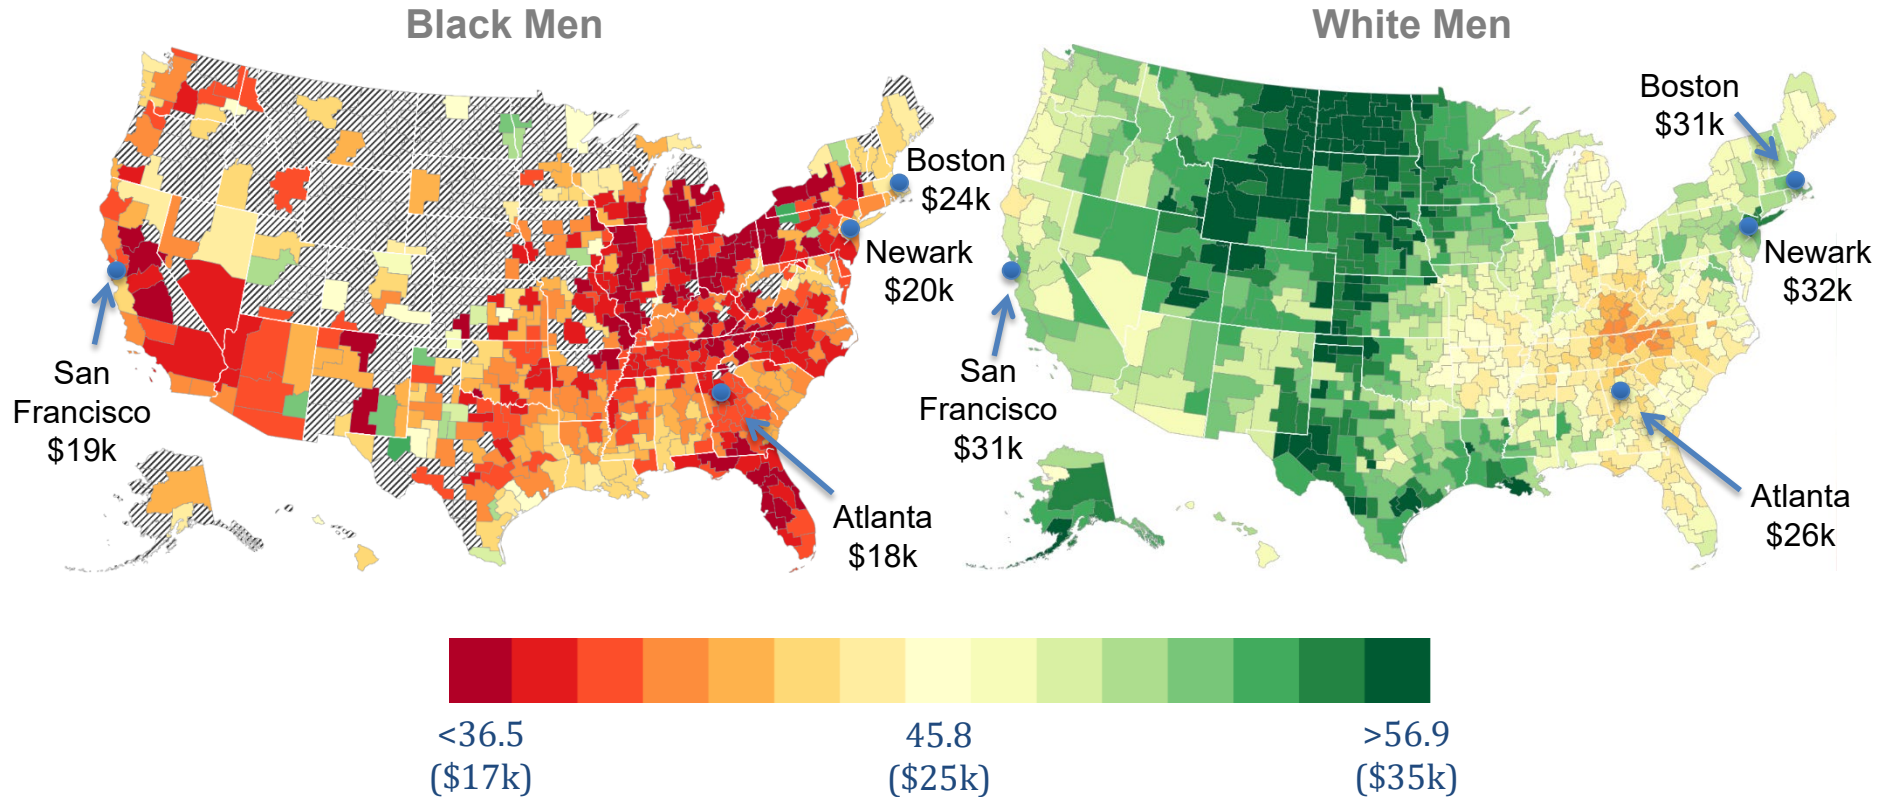 Black Men
White Men
Boston
$24k
Newark
$20k
San
Francisco
$19k
Atlanta
$18k
Boston
$31k
Newark
$32k
San
Francisco
$31k
Atlanta
$26k
<36.5
($17k)
45.8
($25k)
>56.9
($35k)